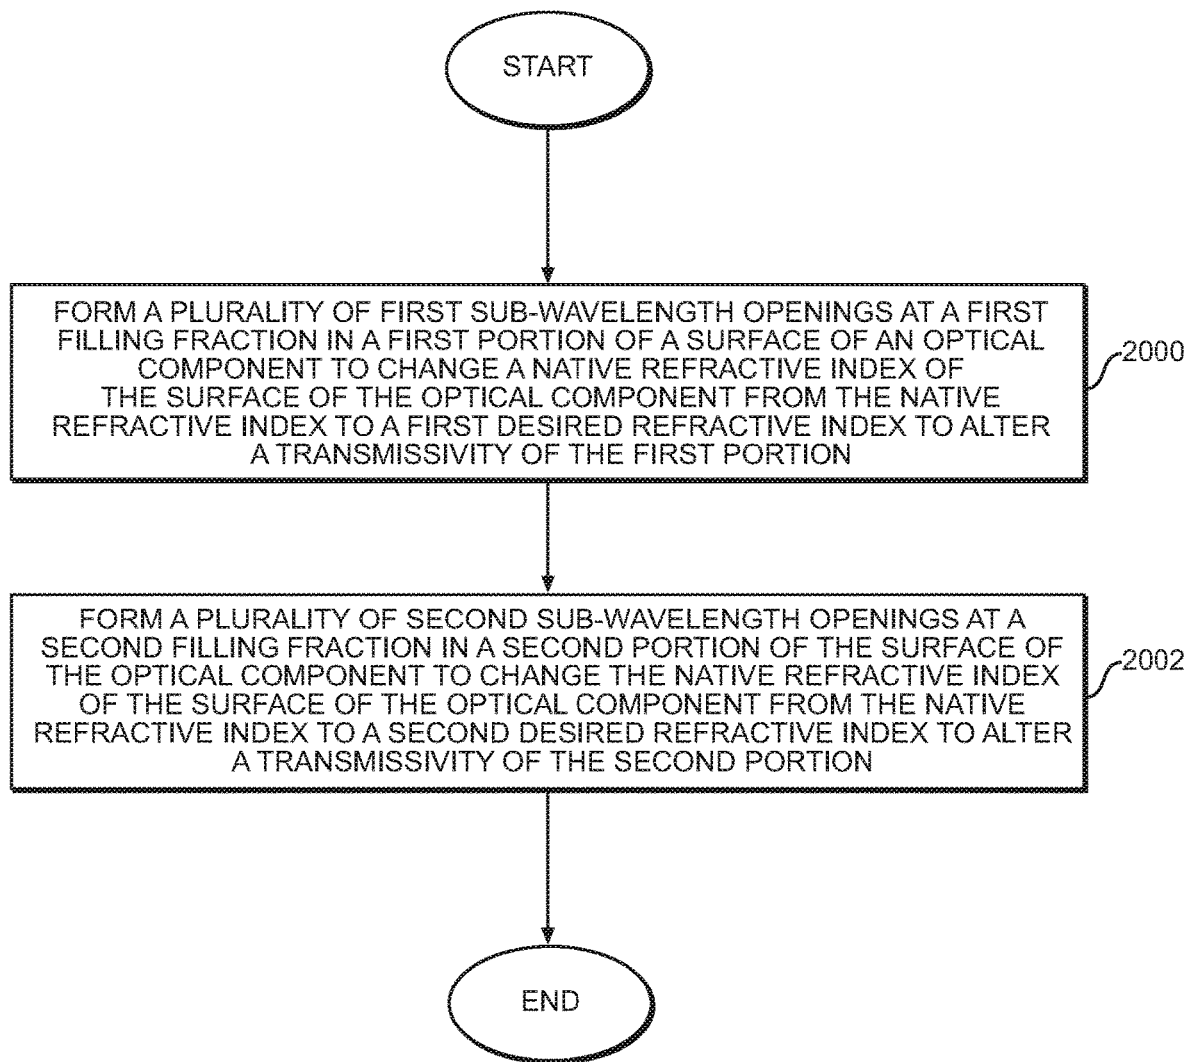 START
FORM A PLURALITY OF FIRST SUB-WAVELENGTH OPENINGS AT A FIRST
FILLING FRACTION IN A FIRST PORTION OF A SURFACE OF AN OPTICAL
COMPONENT TO CHANGE A NATIVE REFRACTIVE INDEX OF
THE SURFACE OF THE OPTICAL COMPONENT FROM THE NATIVE
REFRACTIVE INDEX TO A FIRST DESIRED REFRACTIVE INDEX TO ALTER
A TRANSMISSIVITY OF THE FIRST PORTION
2000
FORM A PLURALITY OF SECOND SUB-WAVELENGTH OPENINGS AT A
SECOND FILLING FRACTION IN A SECOND PORTION OF THE SURFACE OF
THE OPTICAL COMPONENT TO CHANGE THE NATIVE REFRACTIVE INDEX
OF THE SURFACE OF THE OPTICAL COMPONENT FROM THE NATIVE
REFRACTIVE INDEX TO A SECOND DESIRED REFRACTIVE INDEX TO ALTER
A TRANSMISSIVITY OF THE SECOND PORTION
2002
END